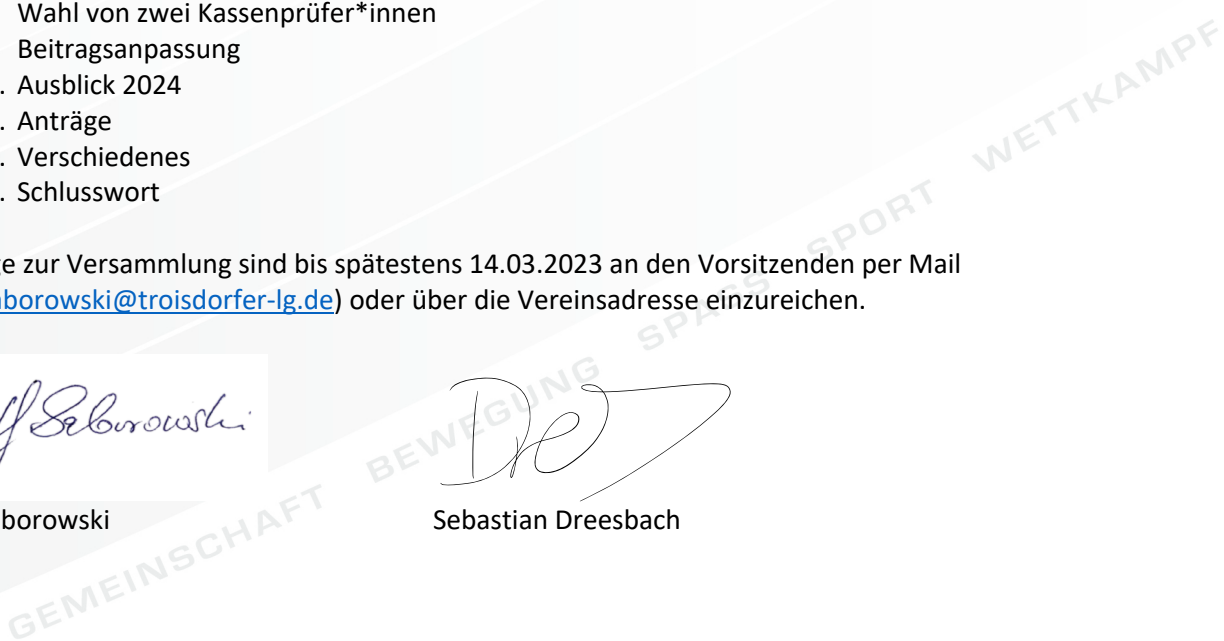 Wahl von zwei Kassenprüfer*innen
Beitragsanpassung
. Ausblick 2024
. Anträge
. Verschiedenes
. Schlusswort
ge zur Versammlung sind bis spätestens 14.03.2023 an den Vorsitzenden per Mail
aborowski@troisdorfer-lg.de) oder über die Vereinsadresse einzureichen.
borowski
Sebastian Dreesbach
GEMEINSCHAFT BEWEGUNG SPASS SPORT WETTKAMPF